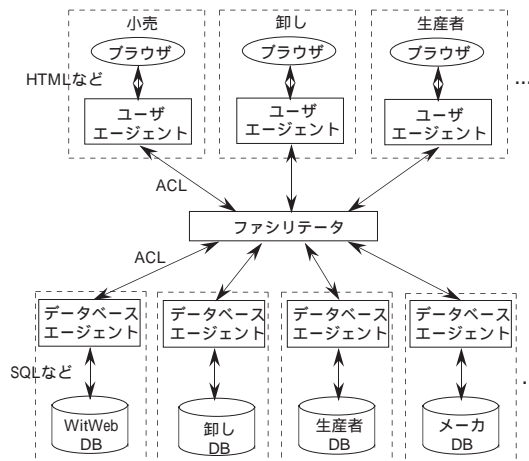 小売
卸し
生産者
ブラウザ
ブラウザ
ブラウザ
HTMLなど
...
ユーザ
エージェント
ユーザ
エージェント
ユーザ
エージェント
ACL
ファシリテータ
ACL
データベース
エージェント
データベース
エージェント
データベース
エージェント
データベース
エージェント
SQLなど
WitWeb
DB
卸し
DB
生産者
DB
メーカ
DB